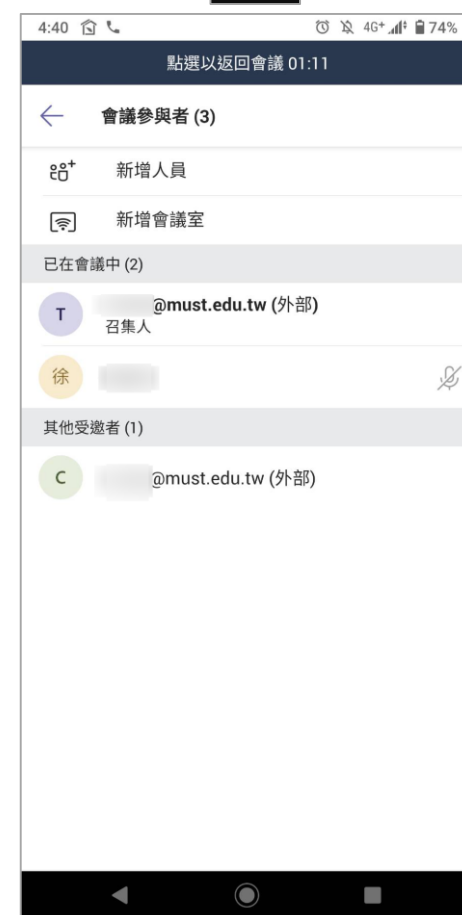 4:40 4G+ 74%
點選以返回會議 01:11
會議參與者 (3)
新增人員
新增會議室
已在會議中 (2)
T @must.edu.tw (外部)
召集人
徐
其他受邀者 (1)
C @must.edu.tw (外部)